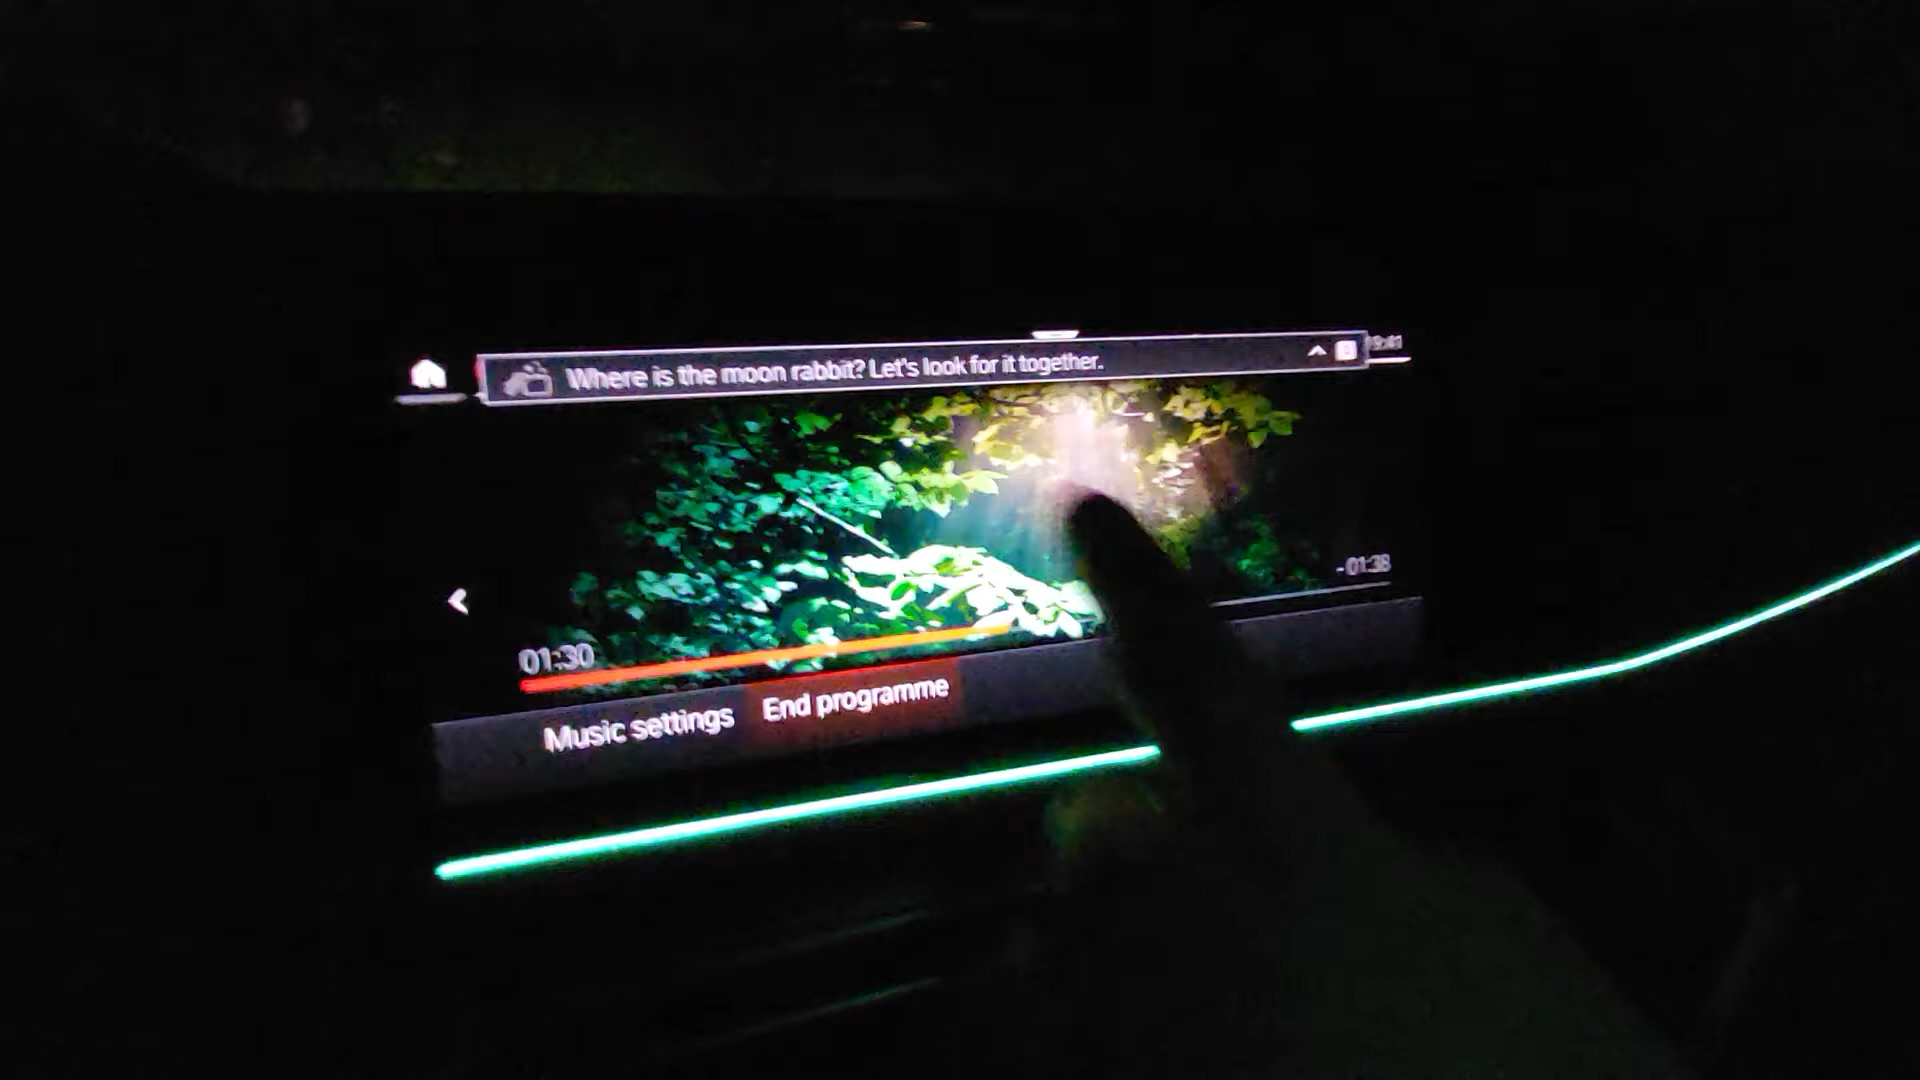 Where is the moon rabbit? Let's look for it together.
- 01:38
01:30
Music settings
End programme